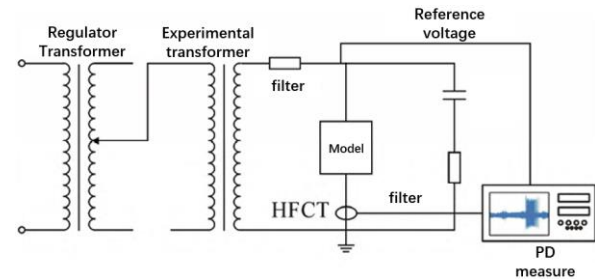 Reference
voltage
Regulator
Transformer
Experimental
transformer
filter
Model
HFCT
filter
PD
measure